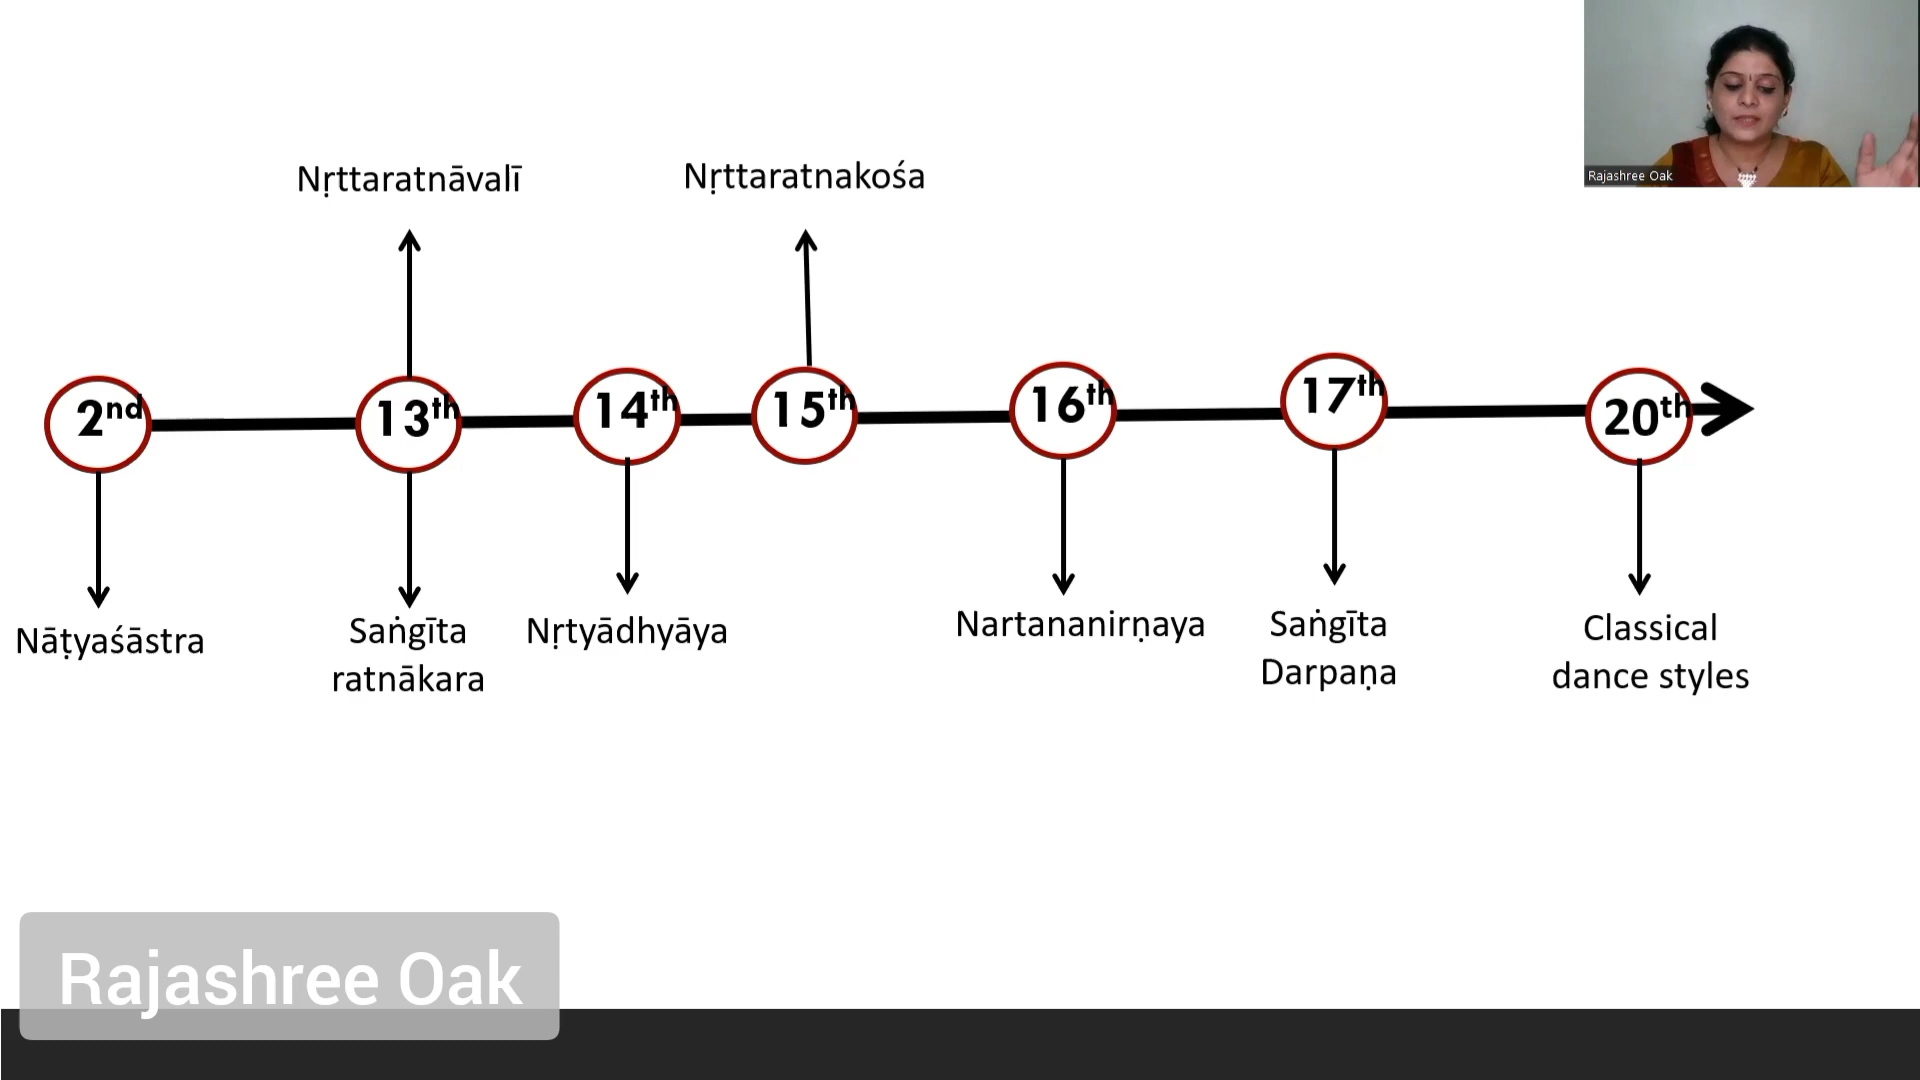 Rajashree Oak
Nṛttaratnāvalī
Nṛttaratnakośa
2nd
13th
14th
15th
16th
17th
20th
Nāṭyaśāstra
Saṅgīta
ratnākara
Nṛtyādhyāya
Nartananirṇaya
Saṅgīta
Darpaṇa
Classical
dance styles
Rajashree Oak